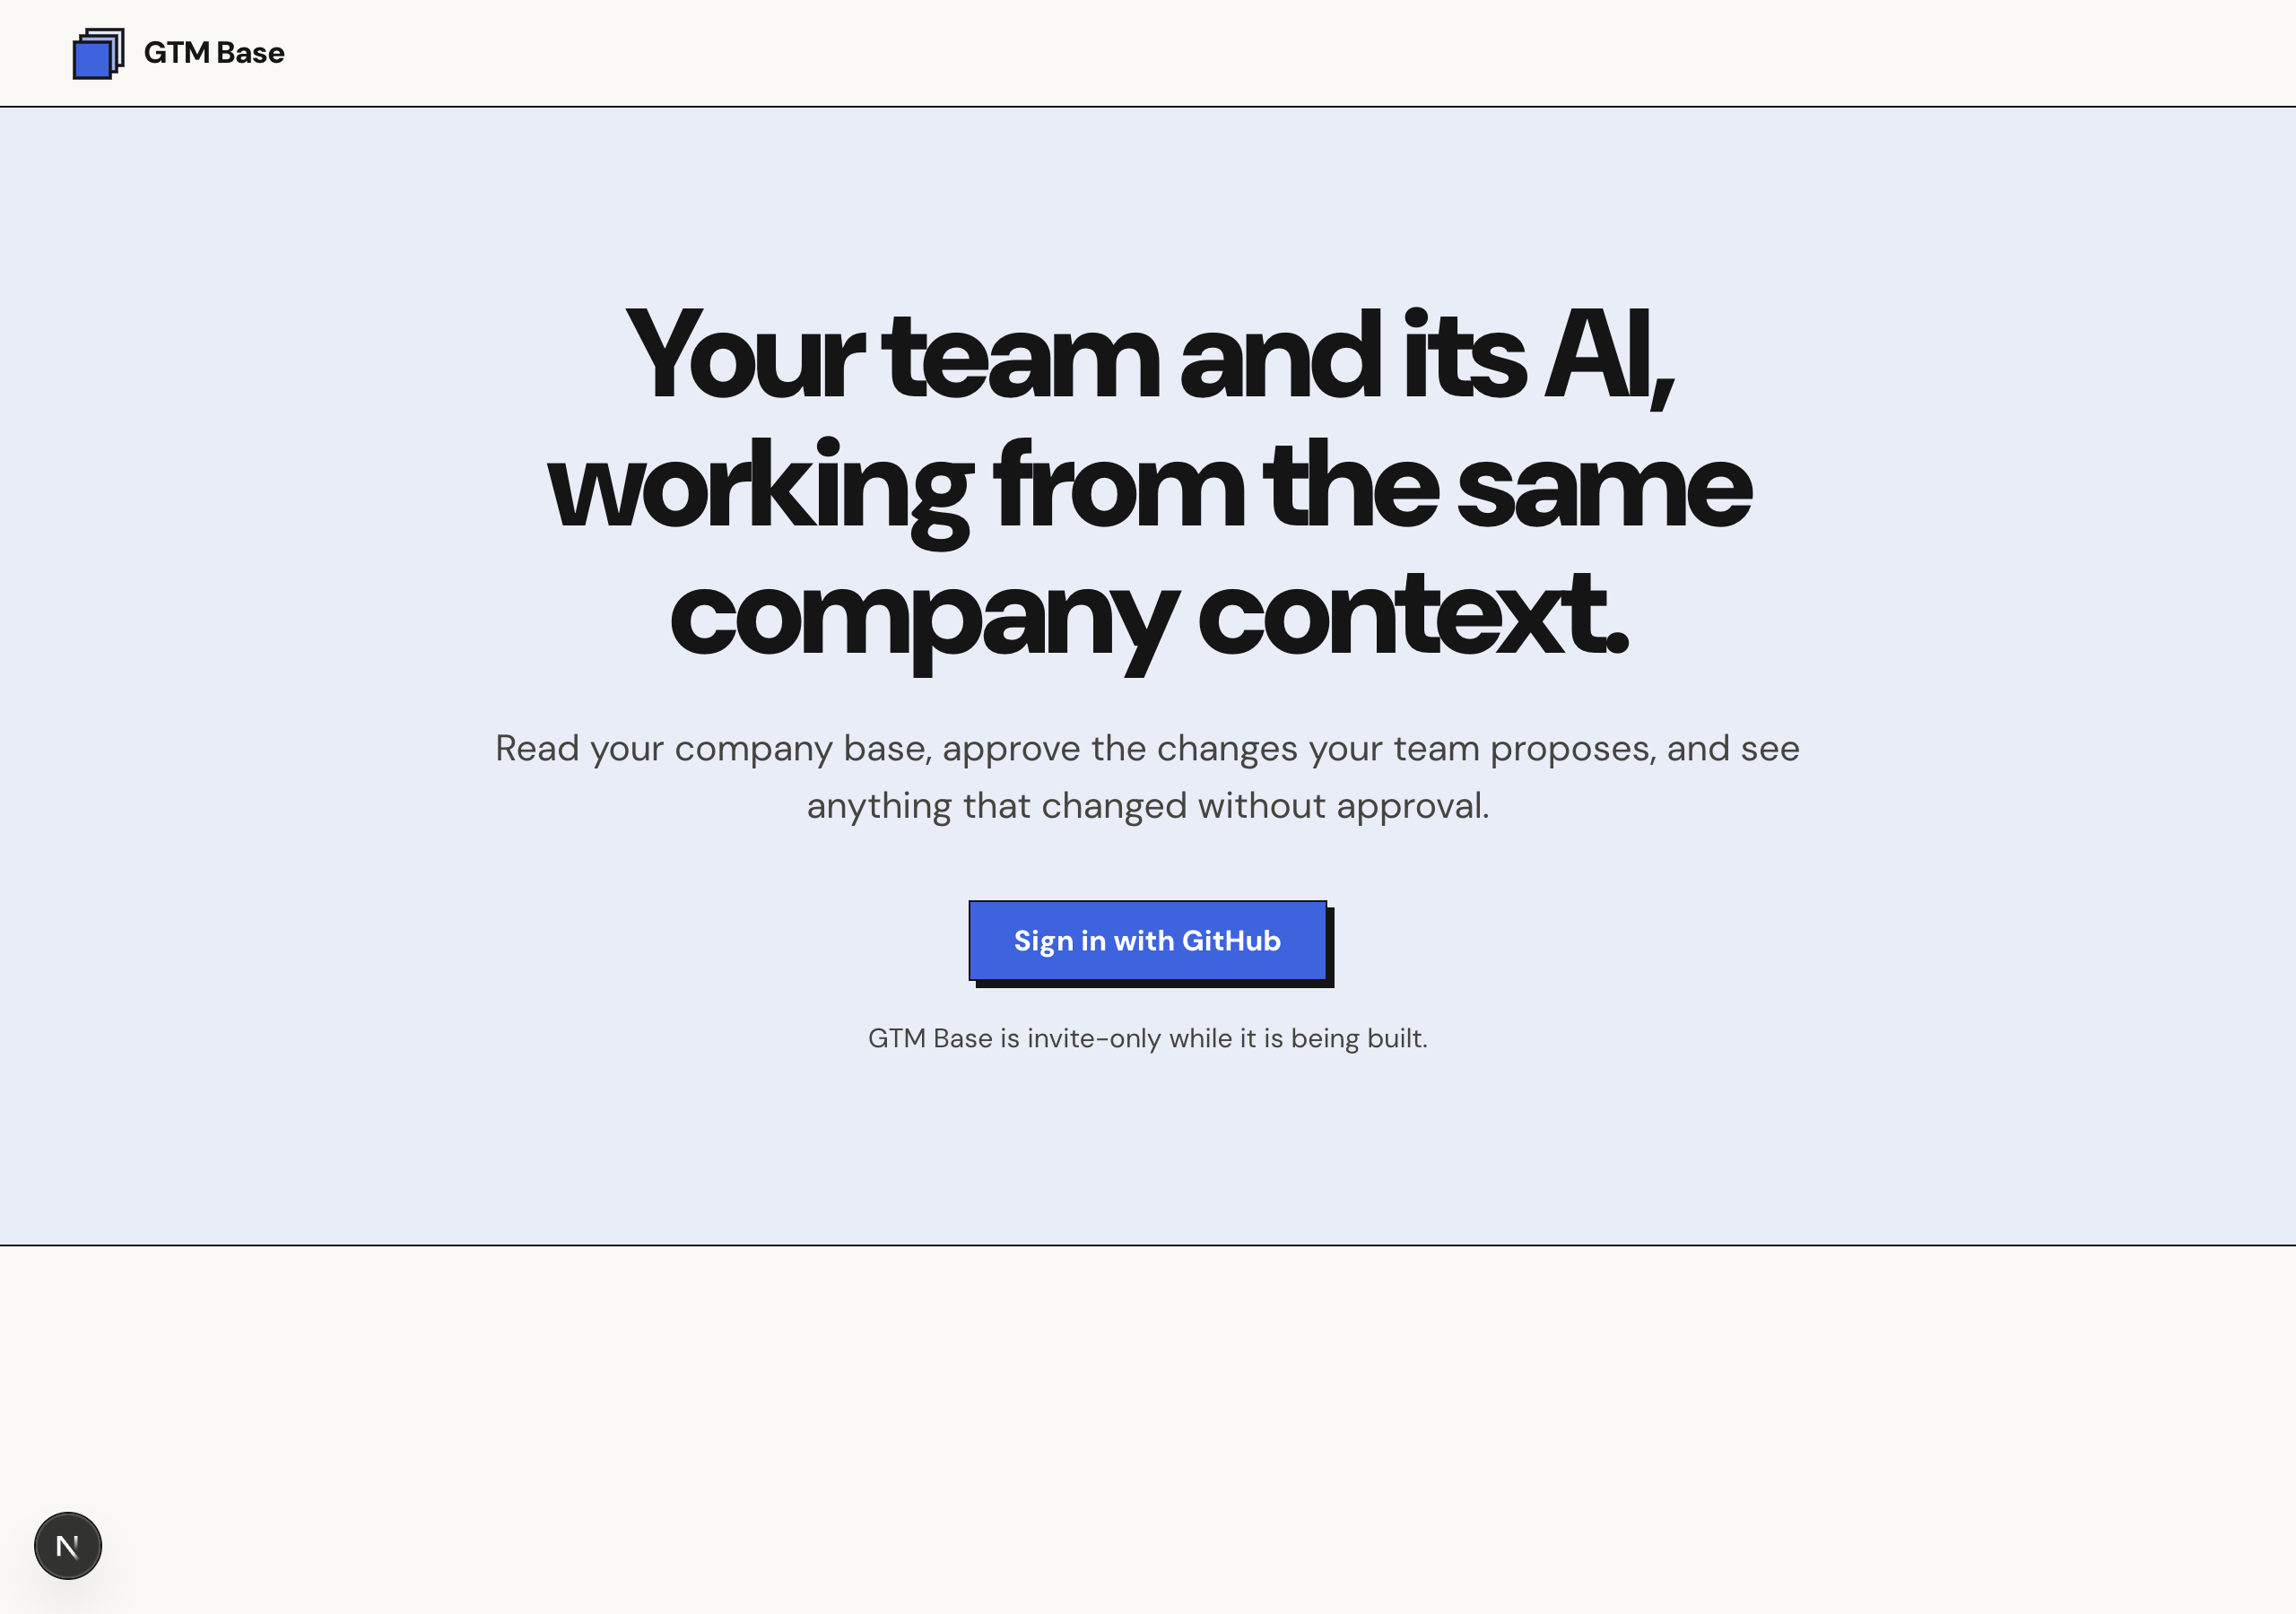 GTM Base
Your team and its AI,
working from the same
company context.
Read your company base, approve the changes your team proposes, and see
anything that changed without approval.
Sign in with GitHub
GTM Base is invite-only while it is being built.
N